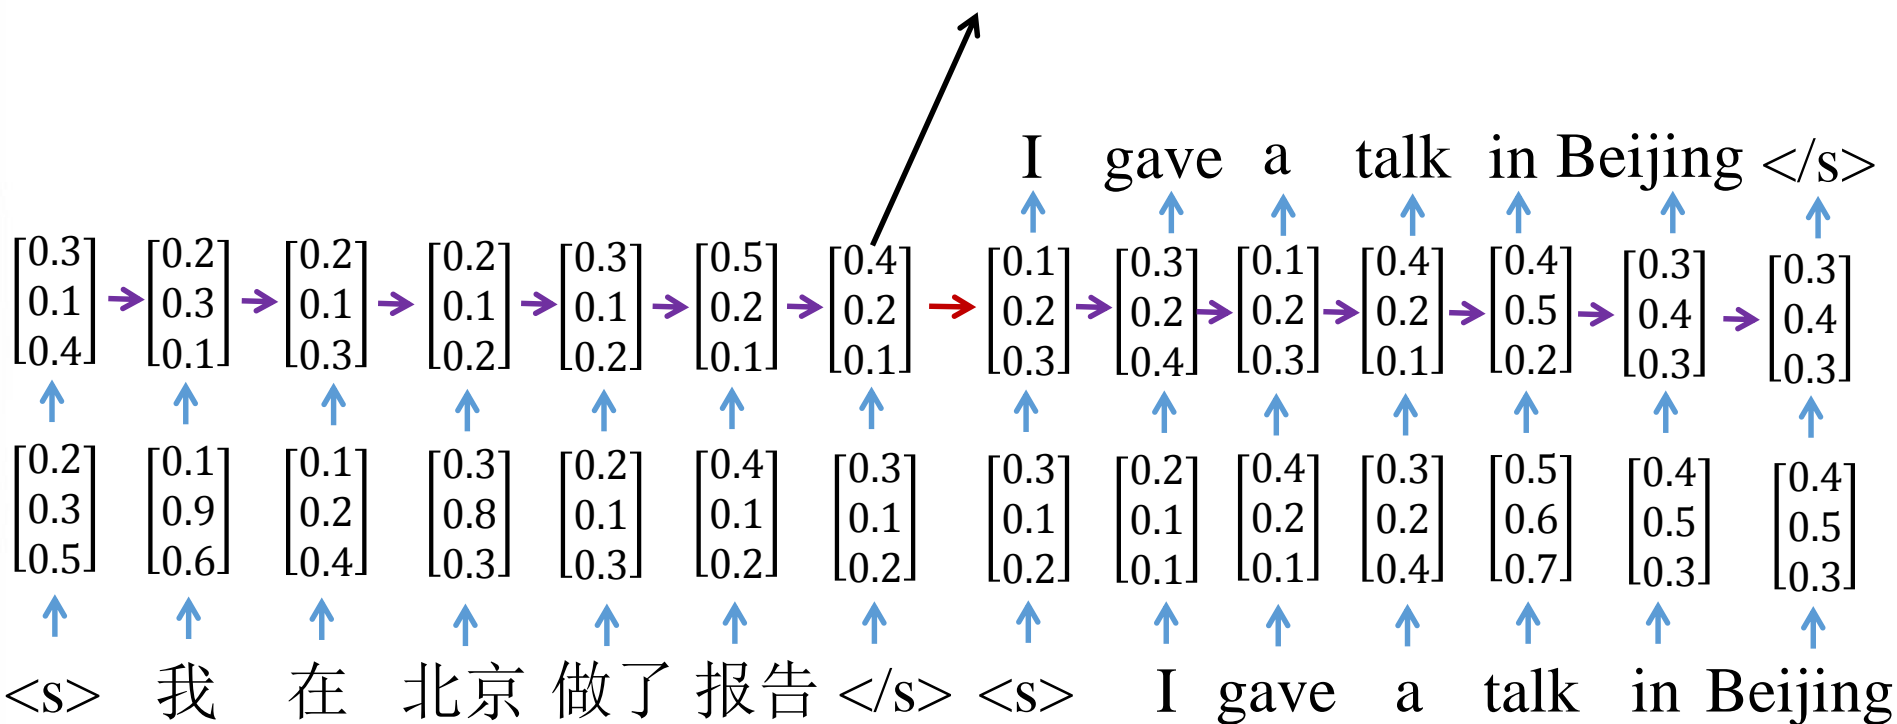 I gave a talk in Beijing </s>
[0.3 0.1 0.4] [0.2 0.3 0.1] [0.2 0.1 0.3] [0.2 0.1 0.2] [0.3 0.1 0.2] [0.5 0.2 0.1] [0.4 0.2 0.1] [0.1 0.2 0.3] [0.3 0.2 0.4] [0.1 0.2 0.3] [0.4 0.2 0.1] [0.4 0.5 0.2] [0.3 0.4 0.3] [0.3 0.4 0.3]
[0.2 0.3 0.5] [0.1 0.9 0.6] [0.1 0.2 0.4] [0.3 0.8 0.3] [0.2 0.1 0.3] [0.4 0.1 0.2] [0.3 0.1 0.2] [0.3 0.1 0.2] [0.2 0.1 0.1] [0.4 0.2 0.1] [0.3 0.2 0.4] [0.5 0.6 0.7] [0.4 0.5 0.3] [0.4 0.5 0.3]
<s> 我 在 北京 做了 报告 </s> <s> I gave a talk in Beijing